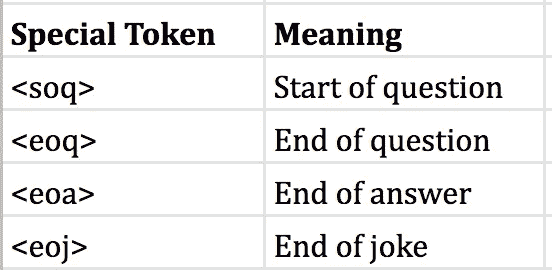 Special Token Meaning
<soq> Start of question
<eoq> End of question
<eoa> End of answer
<eoj> End of joke